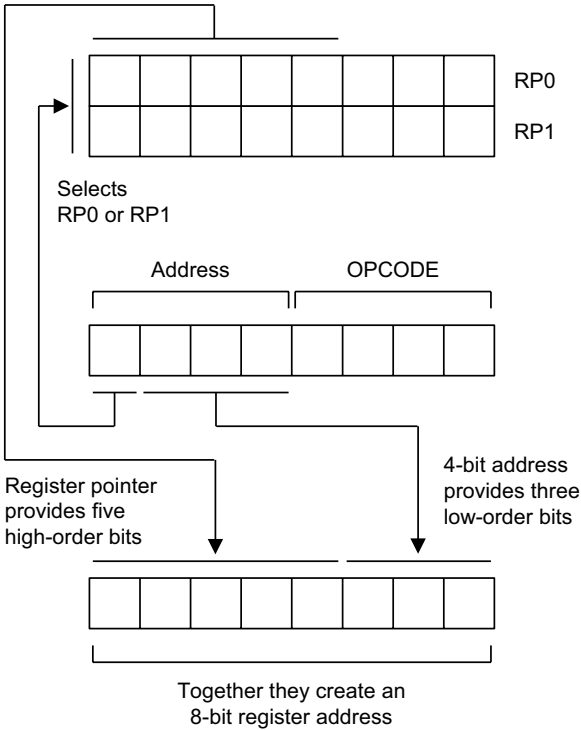 RP0
RP1
Selects
RP0 or RP1
Address
OPCODE
Register pointer
provides five
high-order bits
4-bit address
provides three
low-order bits
Together they create an
8-bit register address